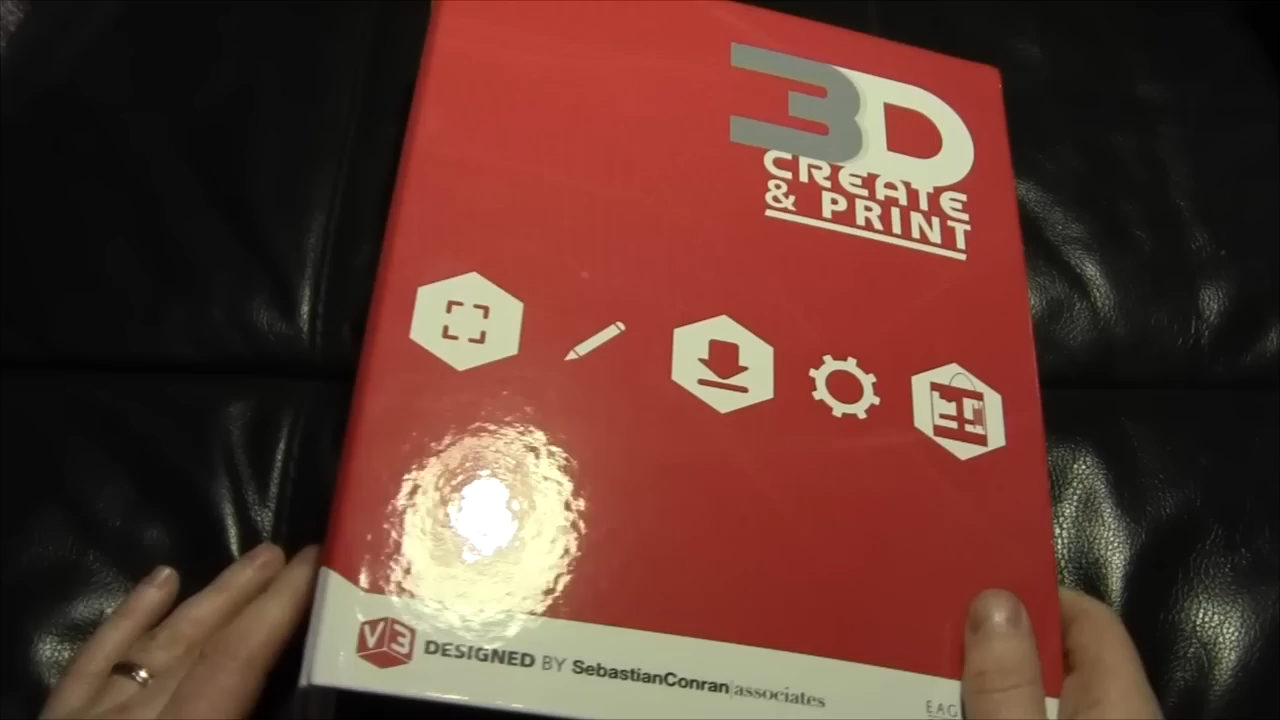 3D
CREATE
& PRINT
V3
DESIGNED BY SebastianConran|associates